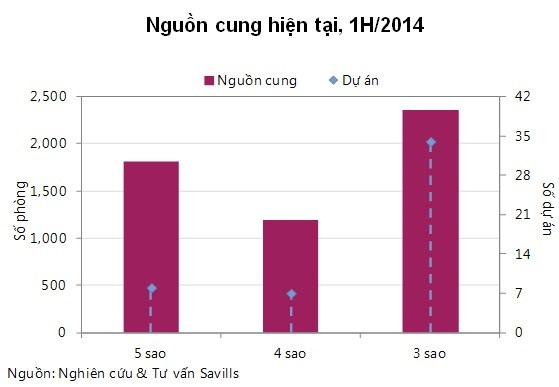 Nguồn cung hiện tại, 1H/2014
Nguồn cung
Dự án
2,500
2,000
1,500
1,000
500
0
Số phòng
42
35
28
21
14
7
0
Số dự án
5 sao
4 sao
3 sao
Nguồn: Nghiên cứu & Tư vấn Savills